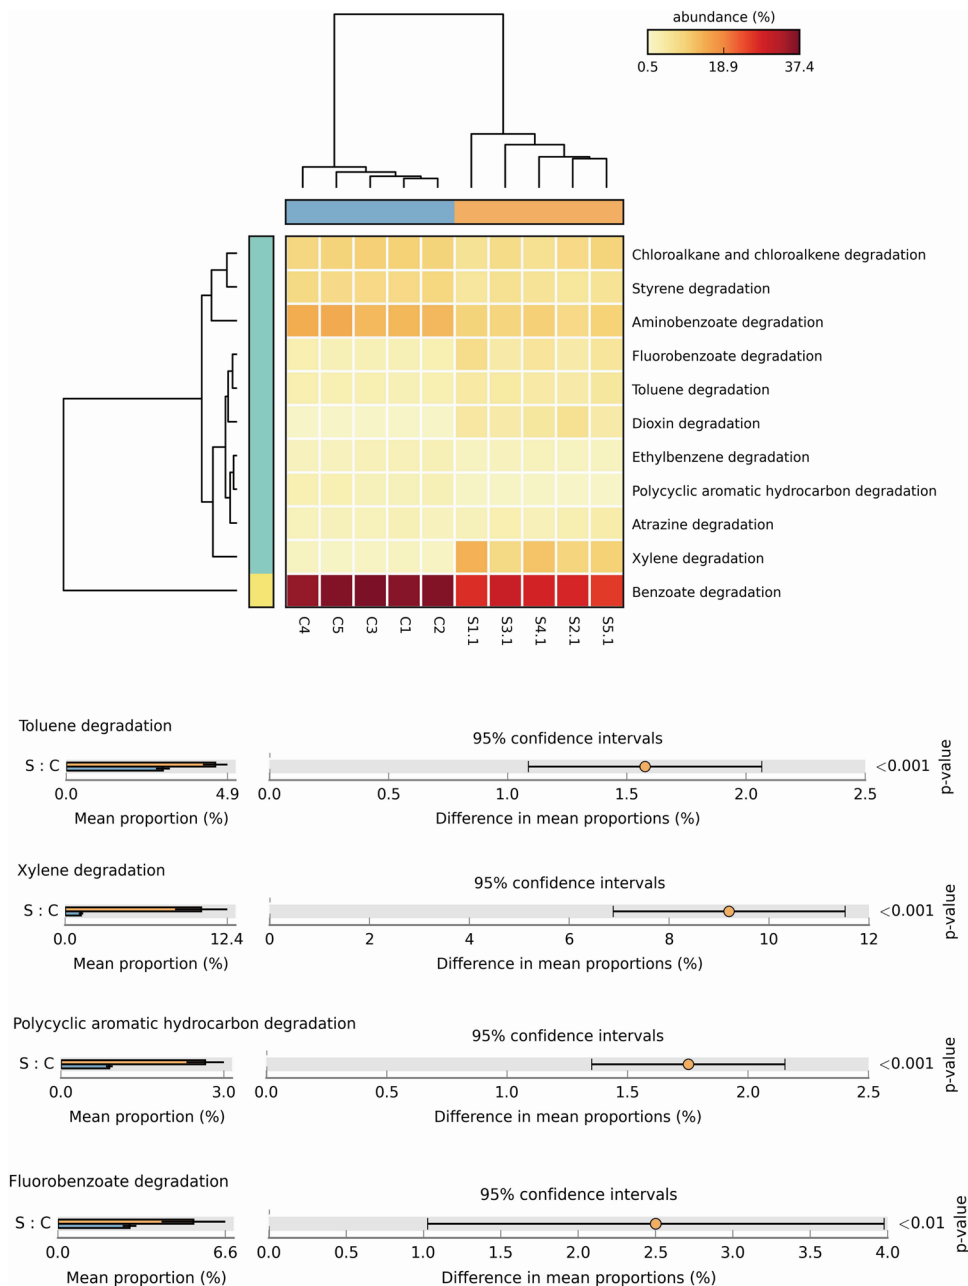 abundance (%)
0.5 18.9 37.4
Chloroalkane and chloroalkene degradation
Styrene degradation
Aminobenzoate degradation
Fluorobenzoate degradation
Toluene degradation
Dioxin degradation
Ethylbenzene degradation
Polycyclic aromatic hydrocarbon degradation
Atrazine degradation
Xylene degradation
Benzoate degradation
C4 C5 C3 C1 C2 S1.1 S3.1 S4.1 S2.1 S5.1
Toluene degradation
95% confidence intervals
S : C <0.001
p-value
0.0 4.9 0.0 0.5 1.0 1.5 2.0 2.5
Mean proportion (%) Difference in mean proportions (%)
Xylene degradation
95% confidence intervals
S : C <0.001
p-value
0.0 12.4 0 2 4 6 8 10 12
Mean proportion (%) Difference in mean proportions (%)
Polycyclic aromatic hydrocarbon degradation
95% confidence intervals
S : C <0.001
p-value
0.0 3.0 0.0 0.5 1.0 1.5 2.0 2.5
Mean proportion (%) Difference in mean proportions (%)
Fluorobenzoate degradation
95% confidence intervals
S : C <0.01
p-value
0.0 6.6 0.0 0.5 1.0 1.5 2.0 2.5 3.0 3.5 4.0
Mean proportion (%) Difference in mean proportions (%)